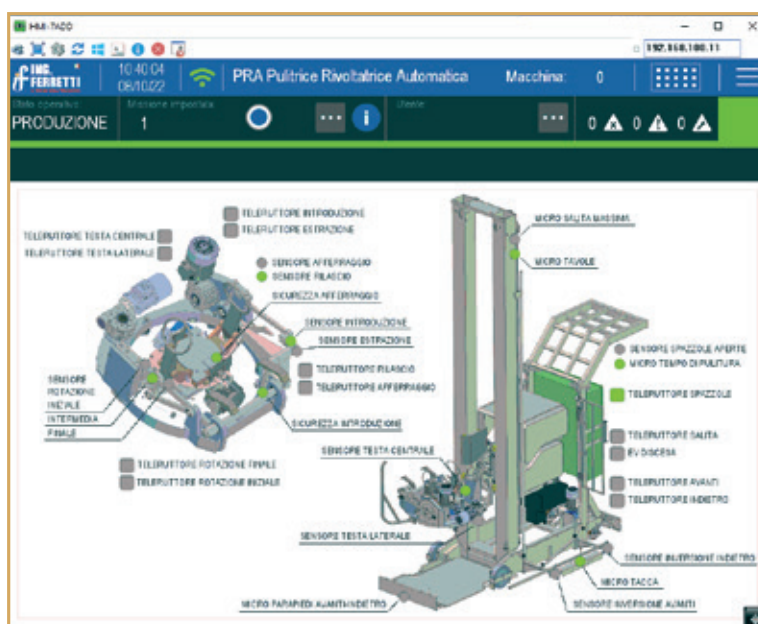 HMI-TADO
192.168.100.11
ING. FERRETTI
10:40:04
08/10/22
PRA Pulitrice Rivoltatrice Automatica
Macchina: 0
Stato operativo
PRODUZIONE
Missione importata
1
Utente
0 0 0
TELERUTTORE INTRODUZIONE
TELERUTTORE ESTRAZIONE
TELERUTTORE TESTA CENTRALE
TELERUTTORE TESTA LATERALE
SENSORE AFFERRAGGIO
SENSORE RILASCIO
SICUREZZA AFFERRAGGIO
SENSORE INTRODUZIONE
SENSORE ESTRAZIONE
TELERUTTORE RILASCIO
TELERUTTORE AFFERRAGGIO
SENSORE
ROTAZIONE
INIZIALE
INTERMEDIA
FINALE
SICUREZZA INTRODUZIONE
TELERUTTORE ROTAZIONE FINALE
TELERUTTORE ROTAZIONE INIZIALE
MICRO SALITA MASSIMA
MICRO TAVOLE
SENSORE SPAZZOLE APERTE
MICRO TEMPO DI PULITURA
TELERUTTORE SPAZZOLE
TELERUTTORE SALITA
EV DISCESA
TELERUTTORE AVANTI
TELERUTTORE INDIETRO
SENSORE TESTA CENTRALE
SENSORE TESTA LATERALE
SENSORE INVERSIONE INDIETRO
MICRO TACCA
SENSORE INVERSIONE AVANTI
MICRO PARAPIEDI AVANTI-INDIETRO